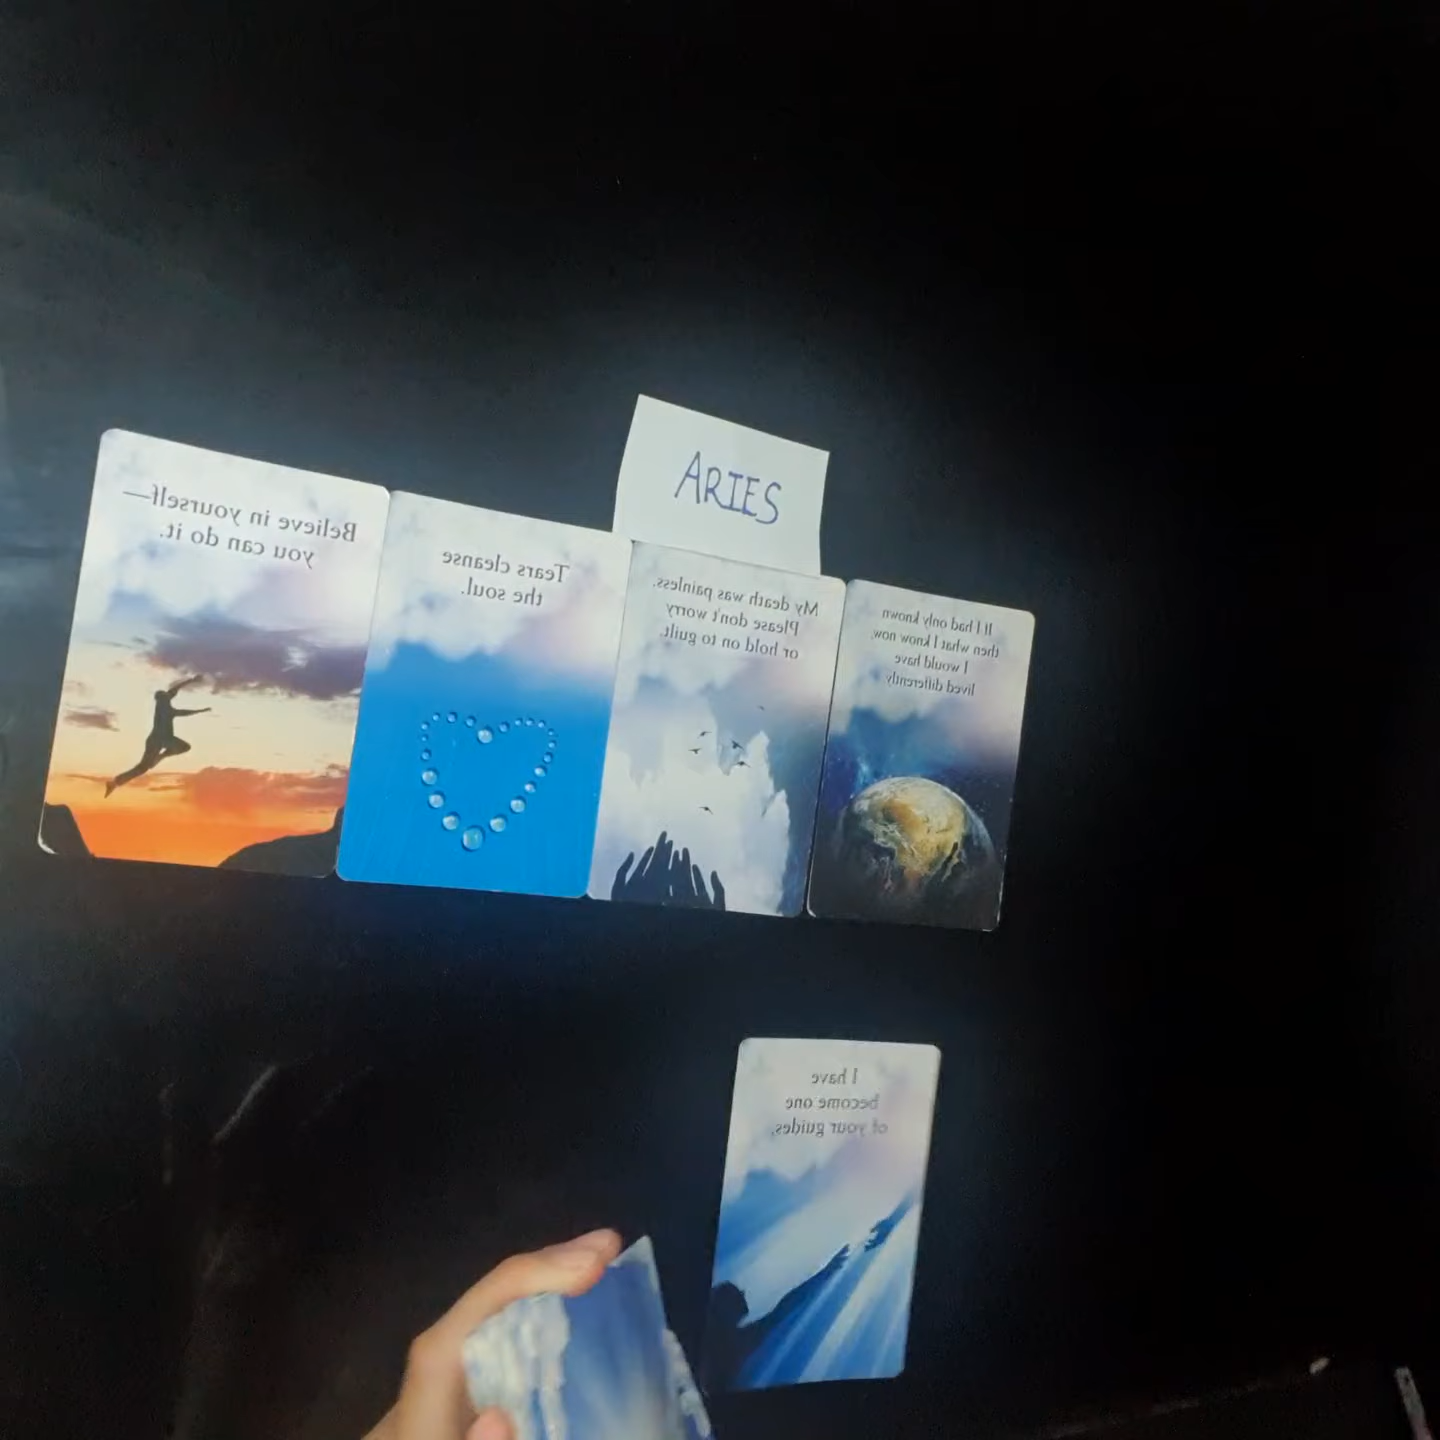 ARIES
Believe in yourself—
you can do it.
Tears cleanse
the soul.
My death was painless.
Please don't worry
or hold on to guilt.
If I had only known
then what I know now,
I would have
lived differently
I have
become one
of your guides.